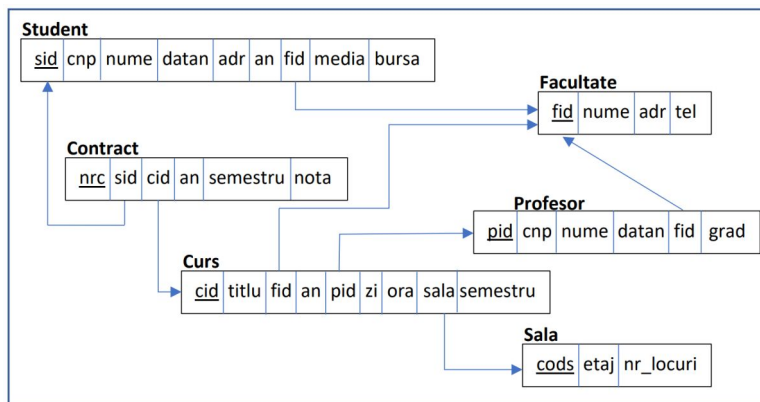 Student
sid cnp nume datan adr an fid media bursa
Facultate
fid nume adr tel
Contract
nrc sid cid an semestru nota
Profesor
pid cnp nume datan fid grad
Curs
cid titlu fid an pid zi ora sala semestru
Sala
cods etaj nr_locuri